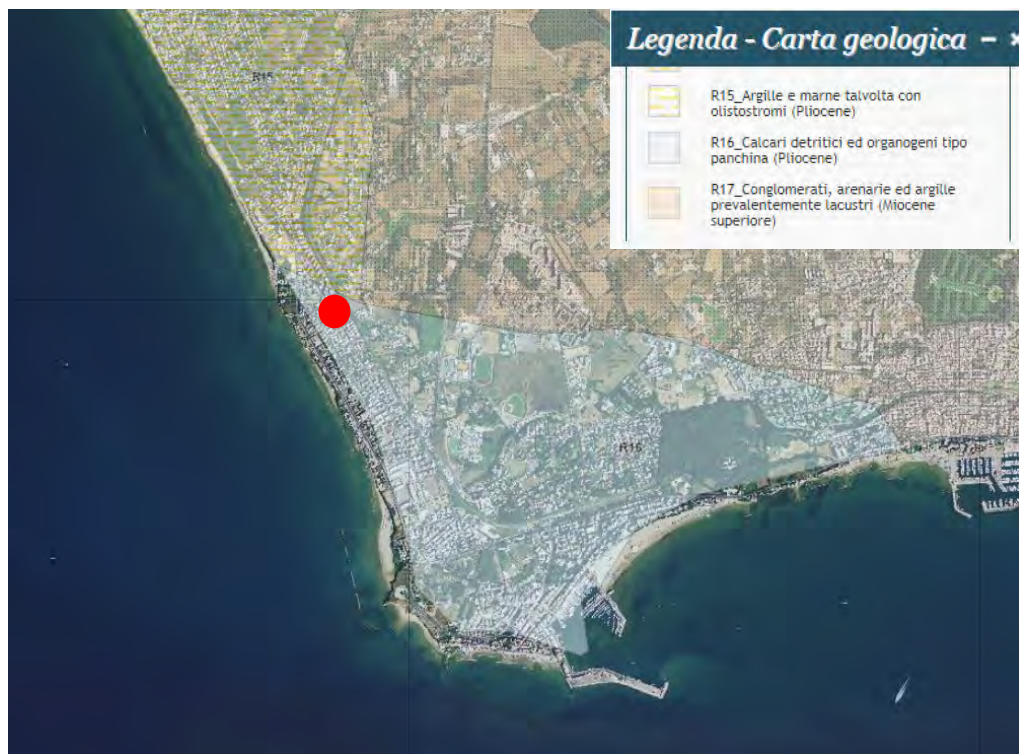 Legenda - Carta geologica – ×
R15_Argille e marne talvolta con
olistostromi (Pliocene)
R16_Calcari detritici ed organogeni tipo
panchina (Pliocene)
R17_Conglomerati, arenarie ed argille
prevalentemente lacustri (Miocene
superiore)
R15
R16